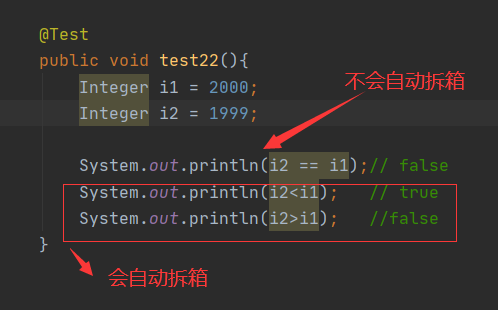 @Test
public void test22(){
Integer i1 = 2000;
Integer i2 = 1999;
不会自动拆箱
System.out.println(i2 == i1);// false
System.out.println(i2<i1);   // true
System.out.println(i2>i1);   //false
}
会自动拆箱